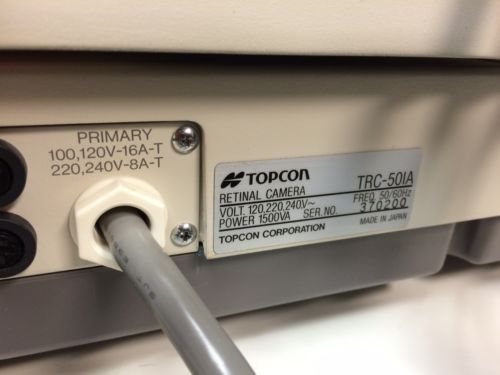 PRIMARY
100,120V-16A-T
220,240V-8A-T
TOPCON TRC-50IA
RETINAL CAMERA
VOLT. 120,220,240V~ FREQ. 50/60Hz
POWER 1500VA SER. NO. 370200
TOPCON CORPORATION MADE IN JAPAN